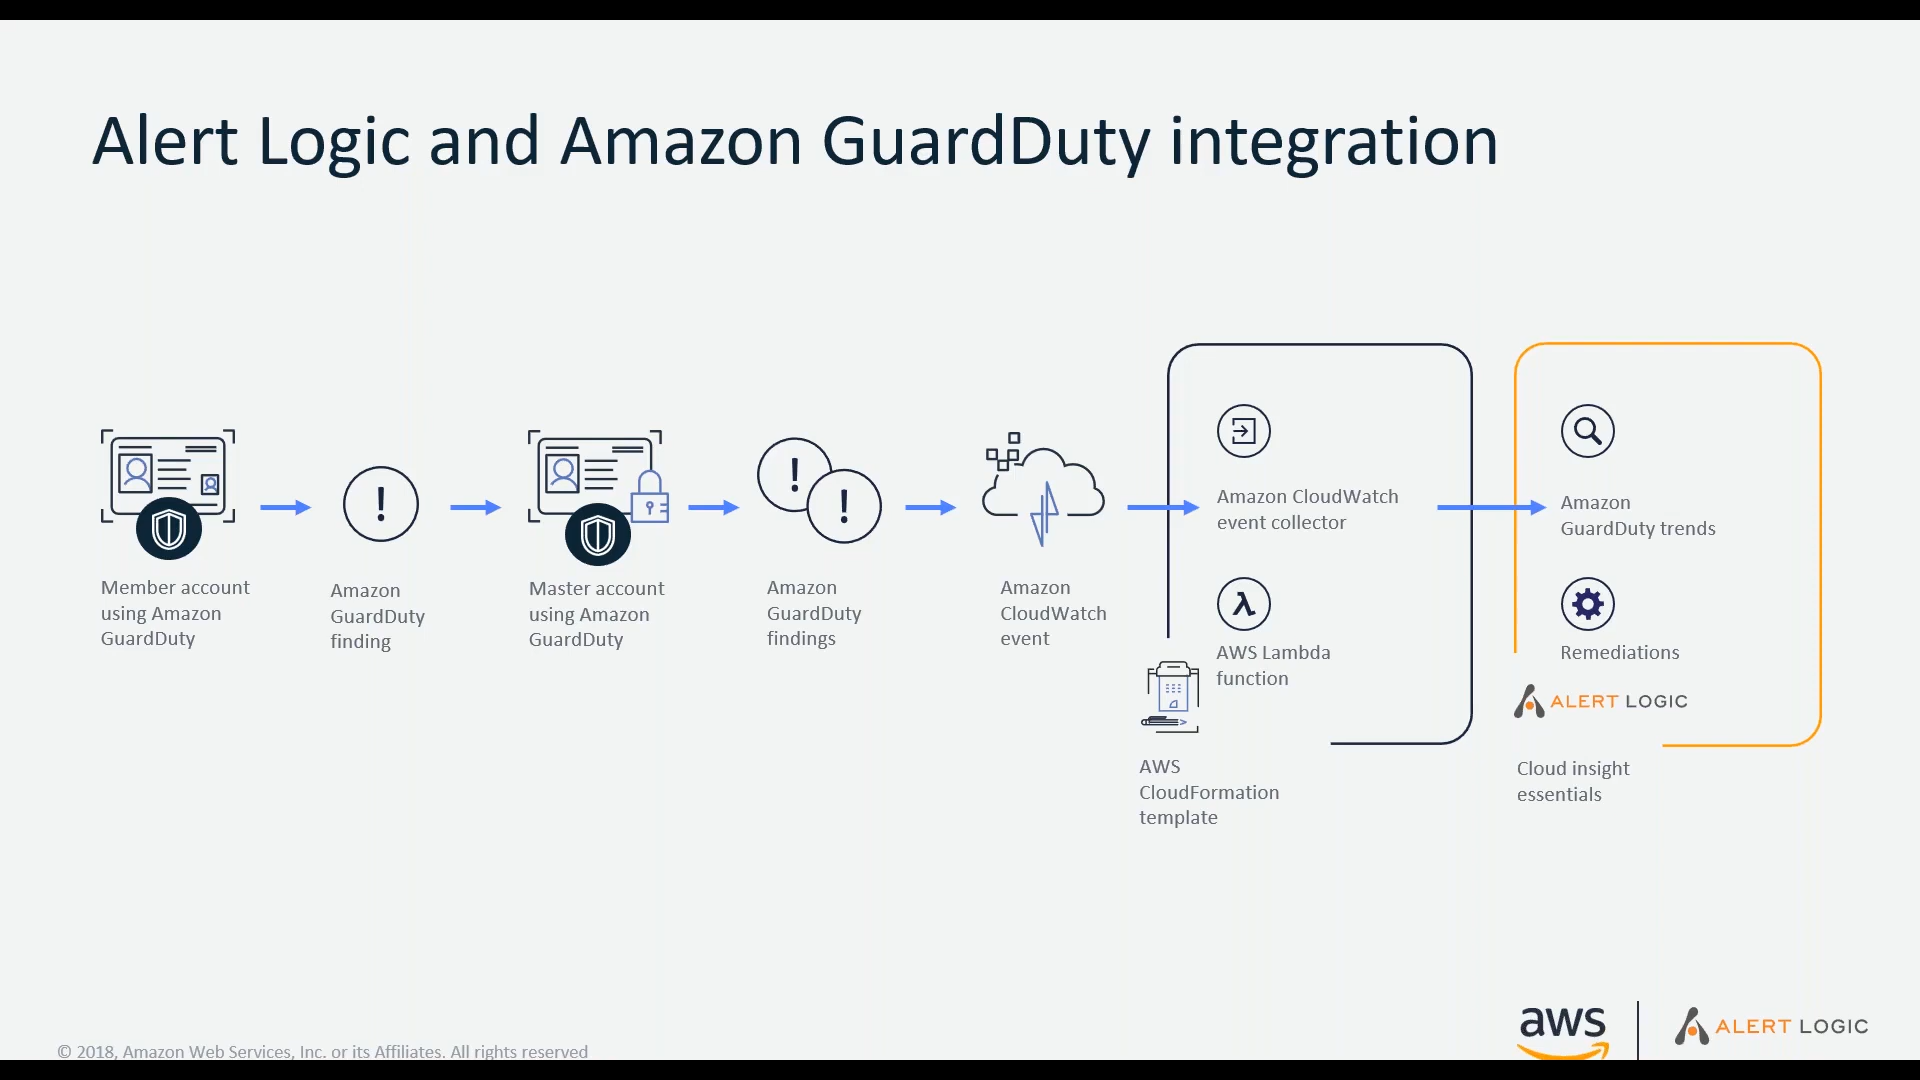 Alert Logic and Amazon GuardDuty integration
Member account
using Amazon
GuardDuty
!
Amazon
GuardDuty
finding
Master account
using Amazon
GuardDuty
!
!
Amazon
GuardDuty
findings
Amazon
CloudWatch
event
Amazon CloudWatch
event collector
λ
AWS Lambda
function
AWS
CloudFormation
template
Amazon
GuardDuty trends
Remediations
ALERT LOGIC
Cloud insight
essentials
© 2018, Amazon Web Services, Inc. or its Affiliates. All rights reserved
aws
ALERT LOGIC